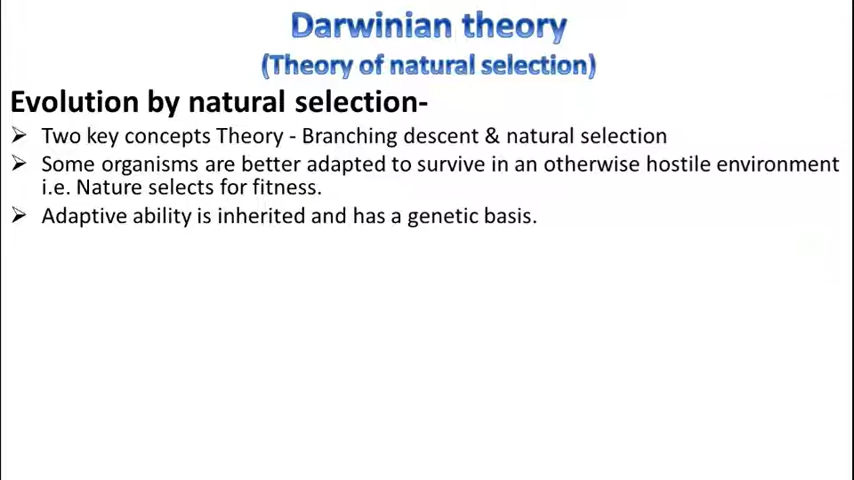 Darwinian theory
(Theory of natural selection)
Evolution by natural selection-
➢ Two key concepts Theory - Branching descent & natural selection
➢ Some organisms are better adapted to survive in an otherwise hostile environment
i.e. Nature selects for fitness.
➢ Adaptive ability is inherited and has a genetic basis.